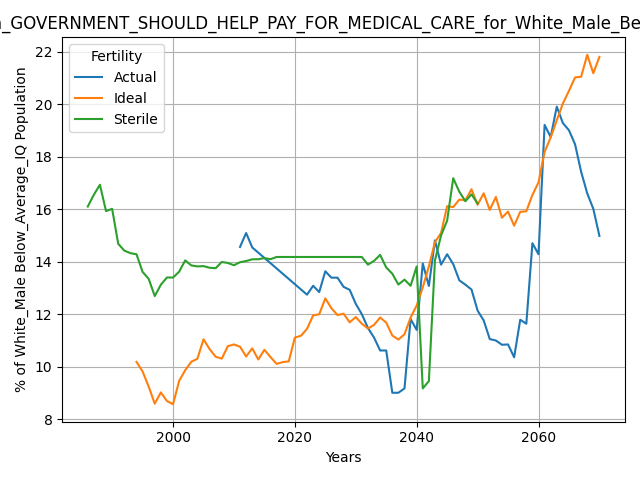 _GOVERNMENT_SHOULD_HELP_PAY_FOR_MEDICAL_CARE_for_White_Male_Be
Fertility
Actual
Ideal
Sterile
% of White_Male Below_Average_IQ Population
22
20
18
16
14
12
10
8
2000
2020
2040
2060
Years